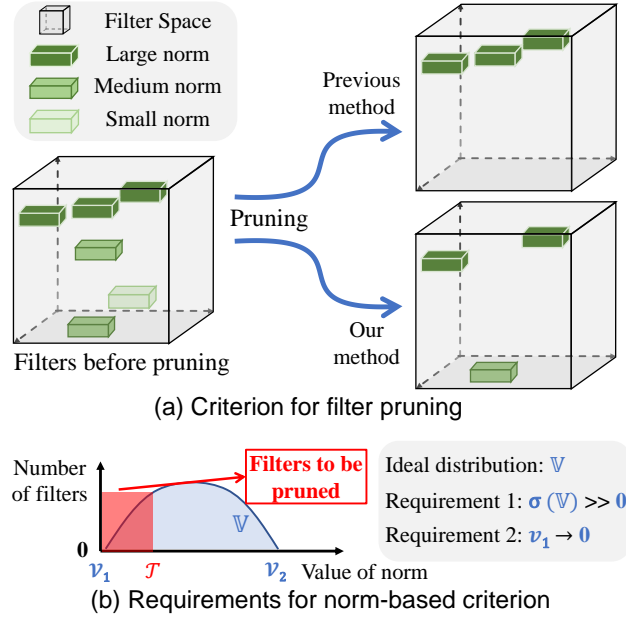 Filter Space
Large norm
Medium norm
Small norm
Previous
method
Pruning
Our
method
Filters before pruning
(a) Criterion for filter pruning
Number
of filters
Filters to be
pruned
𝕍
0
𝒱₁
𝒯
𝒱₂
Value of norm
Ideal distribution: 𝕍
Requirement 1: σ (𝕍) >> 0
Requirement 2: 𝒱₁ → 0
(b) Requirements for norm-based criterion